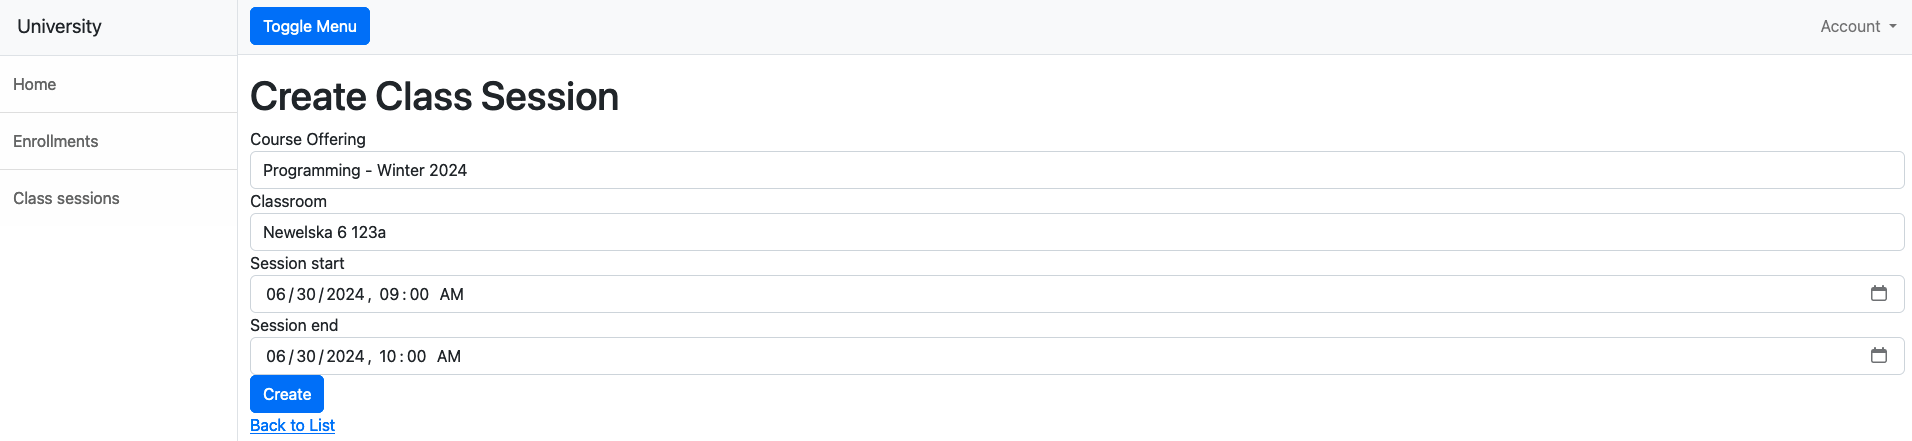 University
Toggle Menu
Account
Home
Enrollments
Class sessions
Create Class Session
Course Offering
Programming - Winter 2024
Classroom
Newelska 6 123a
Session start
06/30/2024, 09:00 AM
Session end
06/30/2024, 10:00 AM
Create
Back to List